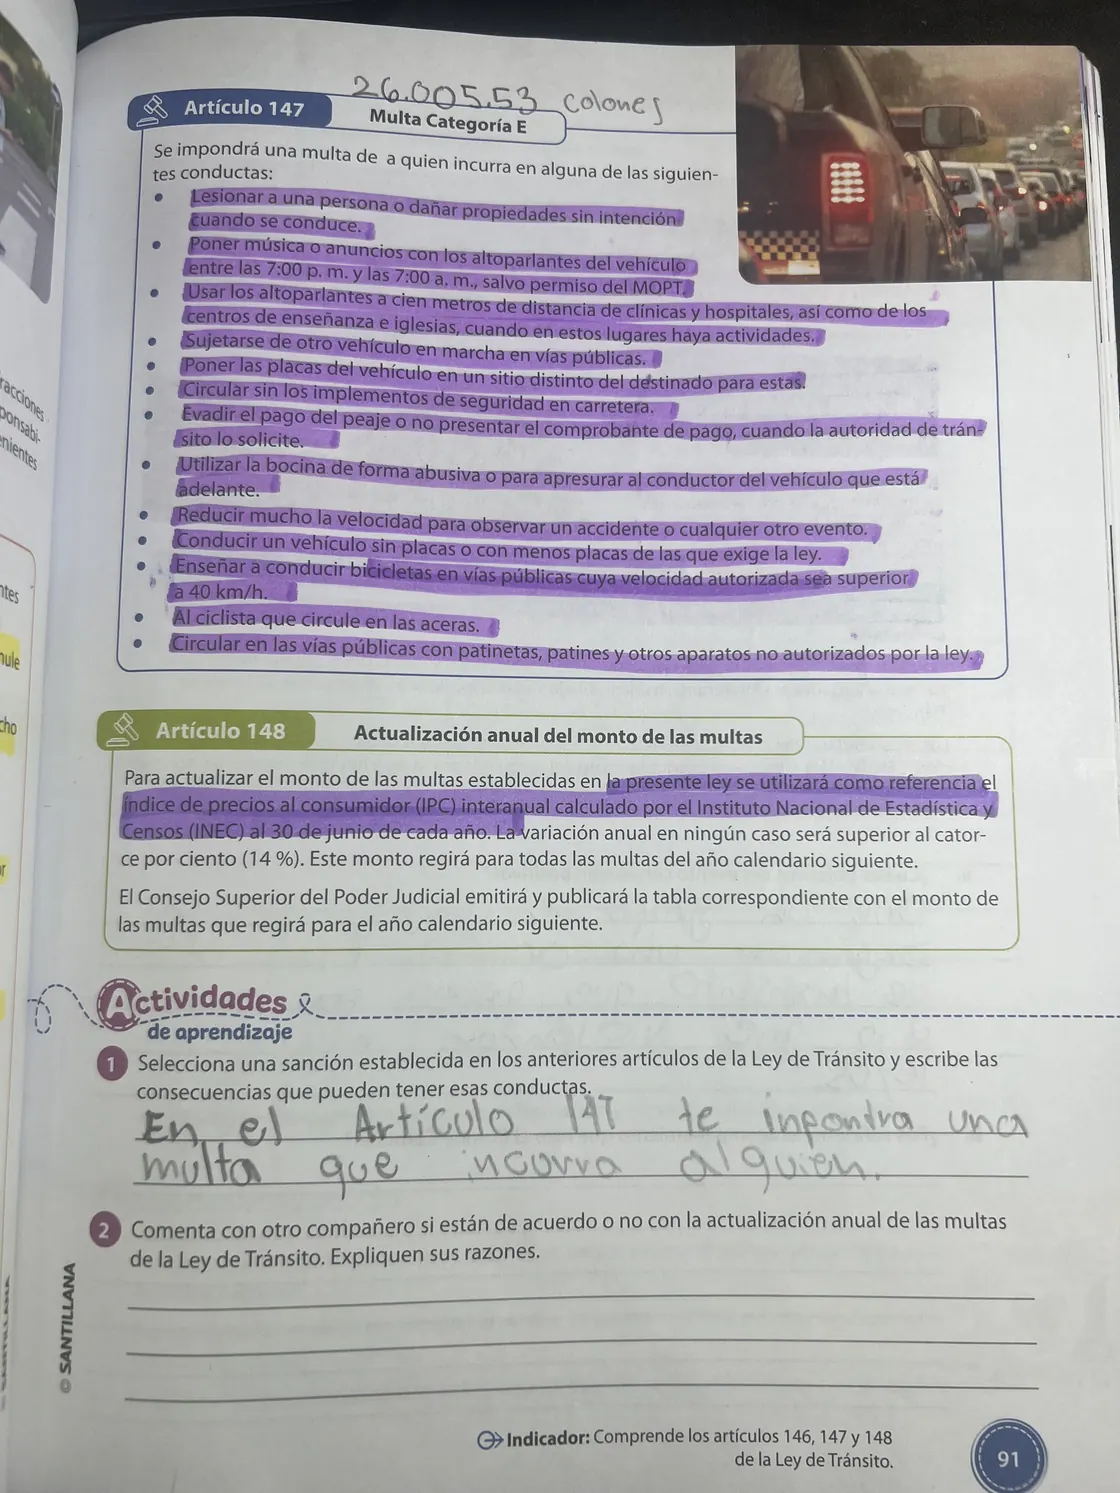 26.005.53 colones
Artículo 147
Multa Categoría E
Se impondrá una multa de a quien incurra en alguna de las siguien-
tes conductas:
• Lesionar a una persona o dañar propiedades sin intención
cuando se conduce.
• Poner música o anuncios con los altoparlantes del vehículo
entre las 7:00 p. m. y las 7:00 a. m., salvo permiso del MOPT.
• Usar los altoparlantes a cien metros de distancia de clínicas y hospitales, así como de los
centros de enseñanza e iglesias, cuando en estos lugares haya actividades.
• Sujetarse de otro vehículo en marcha en vías públicas.
• Poner las placas del vehículo en un sitio distinto del destinado para estas.
• Circular sin los implementos de seguridad en carretera.
• Evadir el pago del peaje o no presentar el comprobante de pago, cuando la autoridad de trán-
sito lo solicite.
• Utilizar la bocina de forma abusiva o para apresurar al conductor del vehículo que está
adelante.
• Reducir mucho la velocidad para observar un accidente o cualquier otro evento.
• Conducir un vehículo sin placas o con menos placas de las que exige la ley.
• Enseñar a conducir bicicletas en vías públicas cuya velocidad autorizada sea superior
a 40 km/h.
• Al ciclista que circule en las aceras.
• Circular en las vías públicas con patinetas, patines y otros aparatos no autorizados por la ley.
Artículo 148
Actualización anual del monto de las multas
Para actualizar el monto de las multas establecidas en la presente ley se utilizará como referencia el
índice de precios al consumidor (IPC) interanual calculado por el Instituto Nacional de Estadística y
Censos (INEC) al 30 de junio de cada año. La variación anual en ningún caso será superior al cator-
ce por ciento (14 %). Este monto regirá para todas las multas del año calendario siguiente.
El Consejo Superior del Poder Judicial emitirá y publicará la tabla correspondiente con el monto de
las multas que regirá para el año calendario siguiente.
Actividades
de aprendizaje
1 Selecciona una sanción establecida en los anteriores artículos de la Ley de Tránsito y escribe las
consecuencias que pueden tener esas conductas.
En el Artículo 147 te inpontra una
multa que incurra alguien.
2 Comenta con otro compañero si están de acuerdo o no con la actualización anual de las multas
de la Ley de Tránsito. Expliquen sus razones.
© SANTILLANA
Indicador: Comprende los artículos 146, 147 y 148
de la Ley de Tránsito.
91